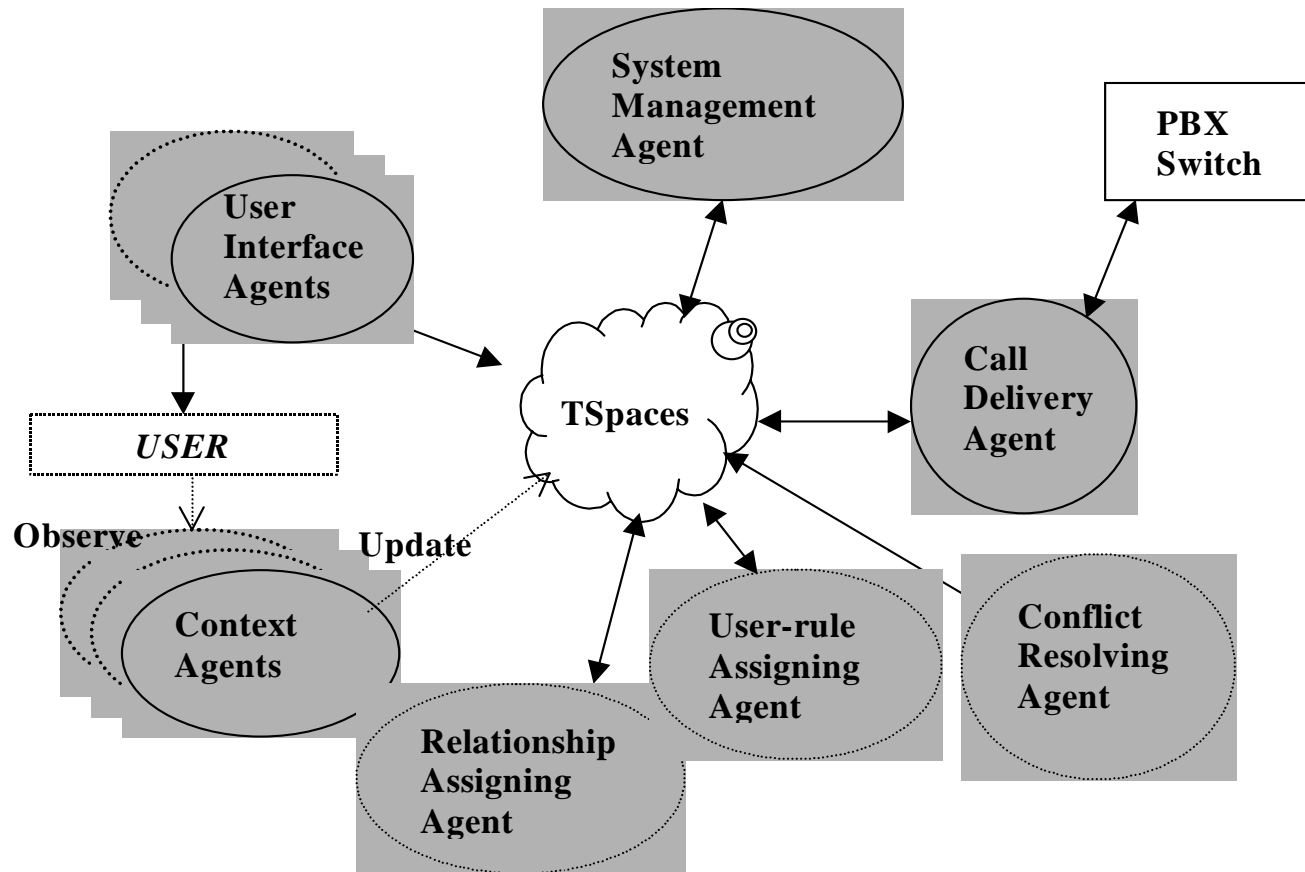 System
Management
Agent
PBX
Switch
User
Interface
Agents
Call
Delivery
Agent
TSpaces
USER
Observe
Update
Context
Agents
User-rule
Assigning
Agent
Conflict
Resolving
Agent
Relationship
Assigning
Agent